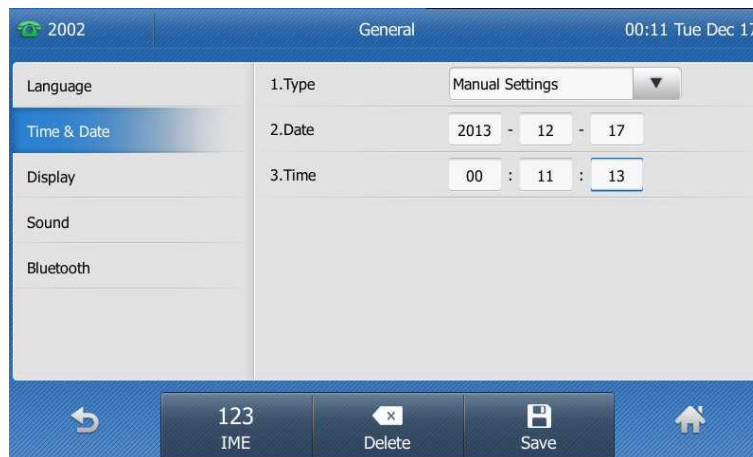 2002 General 00:11 Tue Dec 17
Language
Time & Date
Display
Sound
Bluetooth
1.Type Manual Settings
2.Date 2013 - 12 - 17
3.Time 00 : 11 : 13
123
IME
Delete
Save